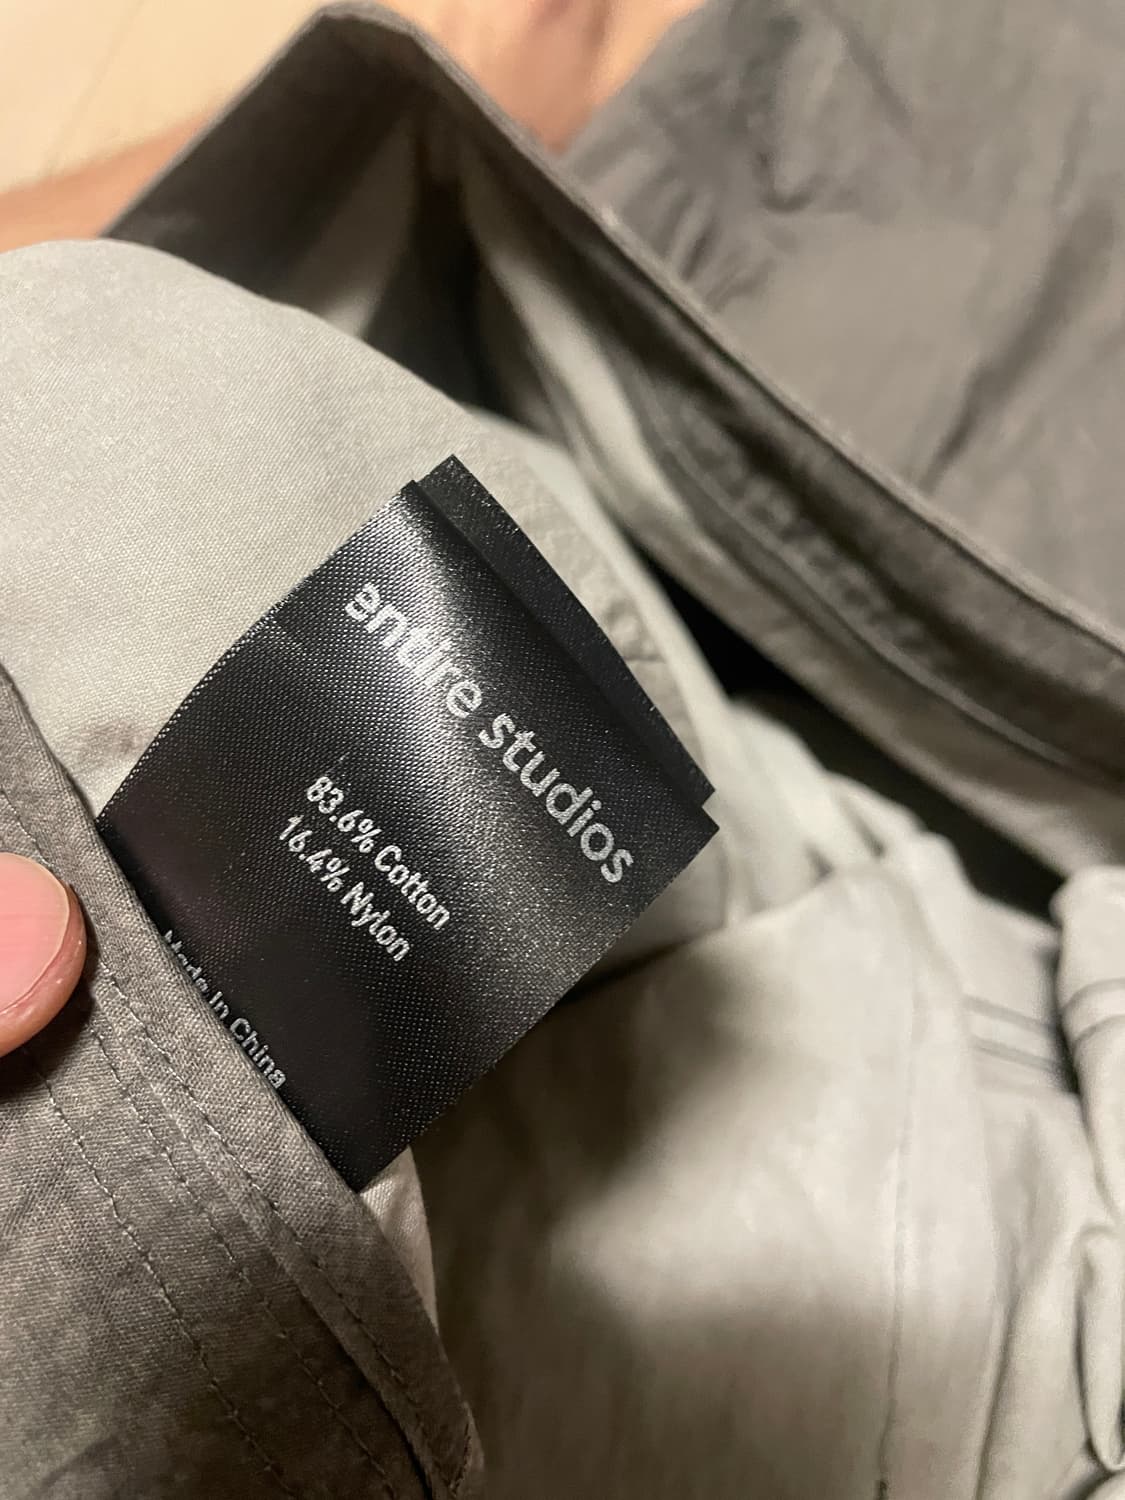 entire studios
83.6% Cotton
16.4% Nylon
Made In China